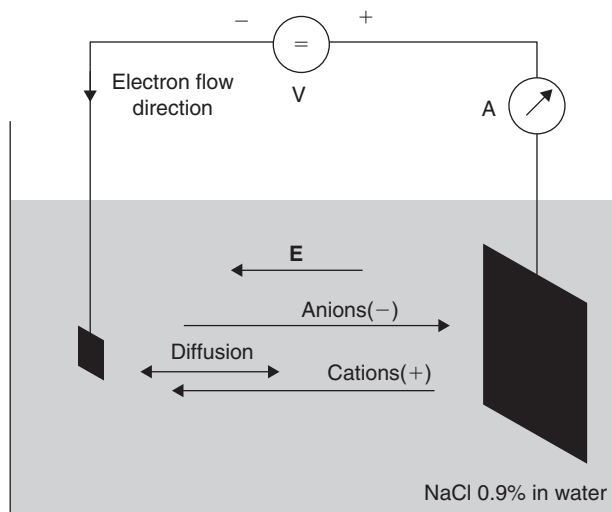 − = +
V
Electron flow
direction
A
E
Anions(−)
Diffusion
Cations(+)
NaCl 0.9% in water